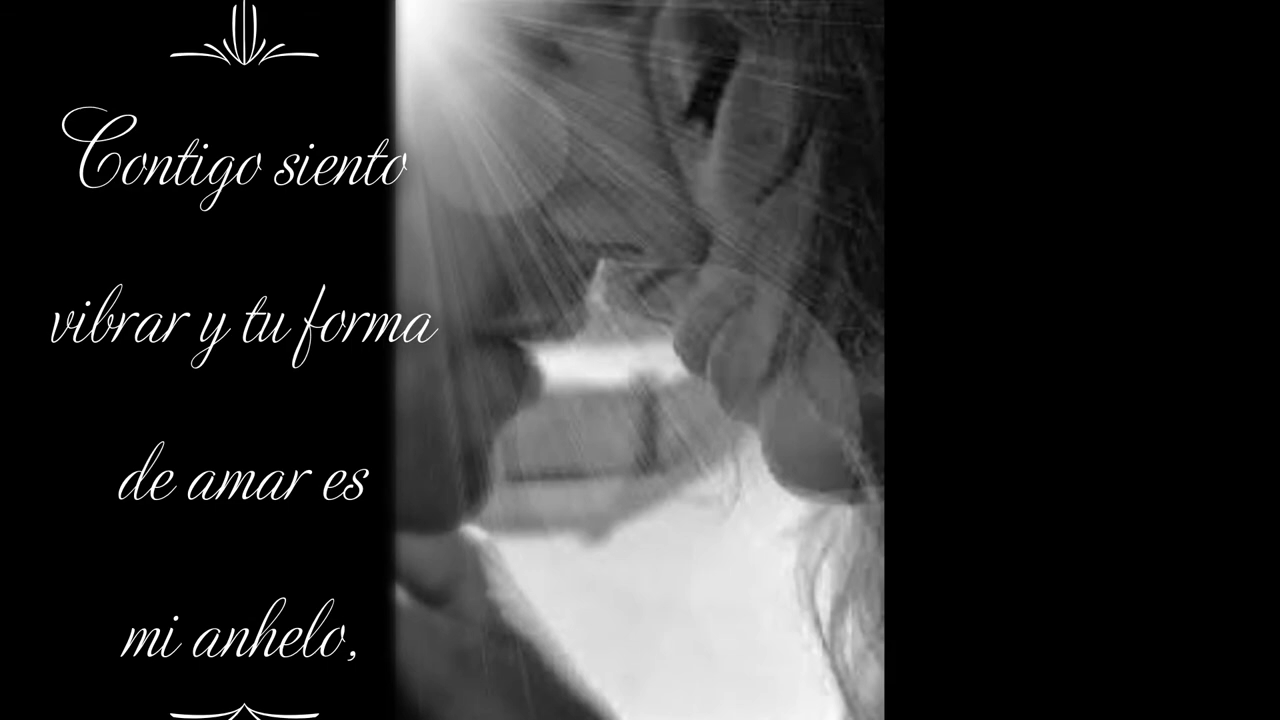 Contigo siento
vibrar y tu forma
de amar es
mi anhelo,